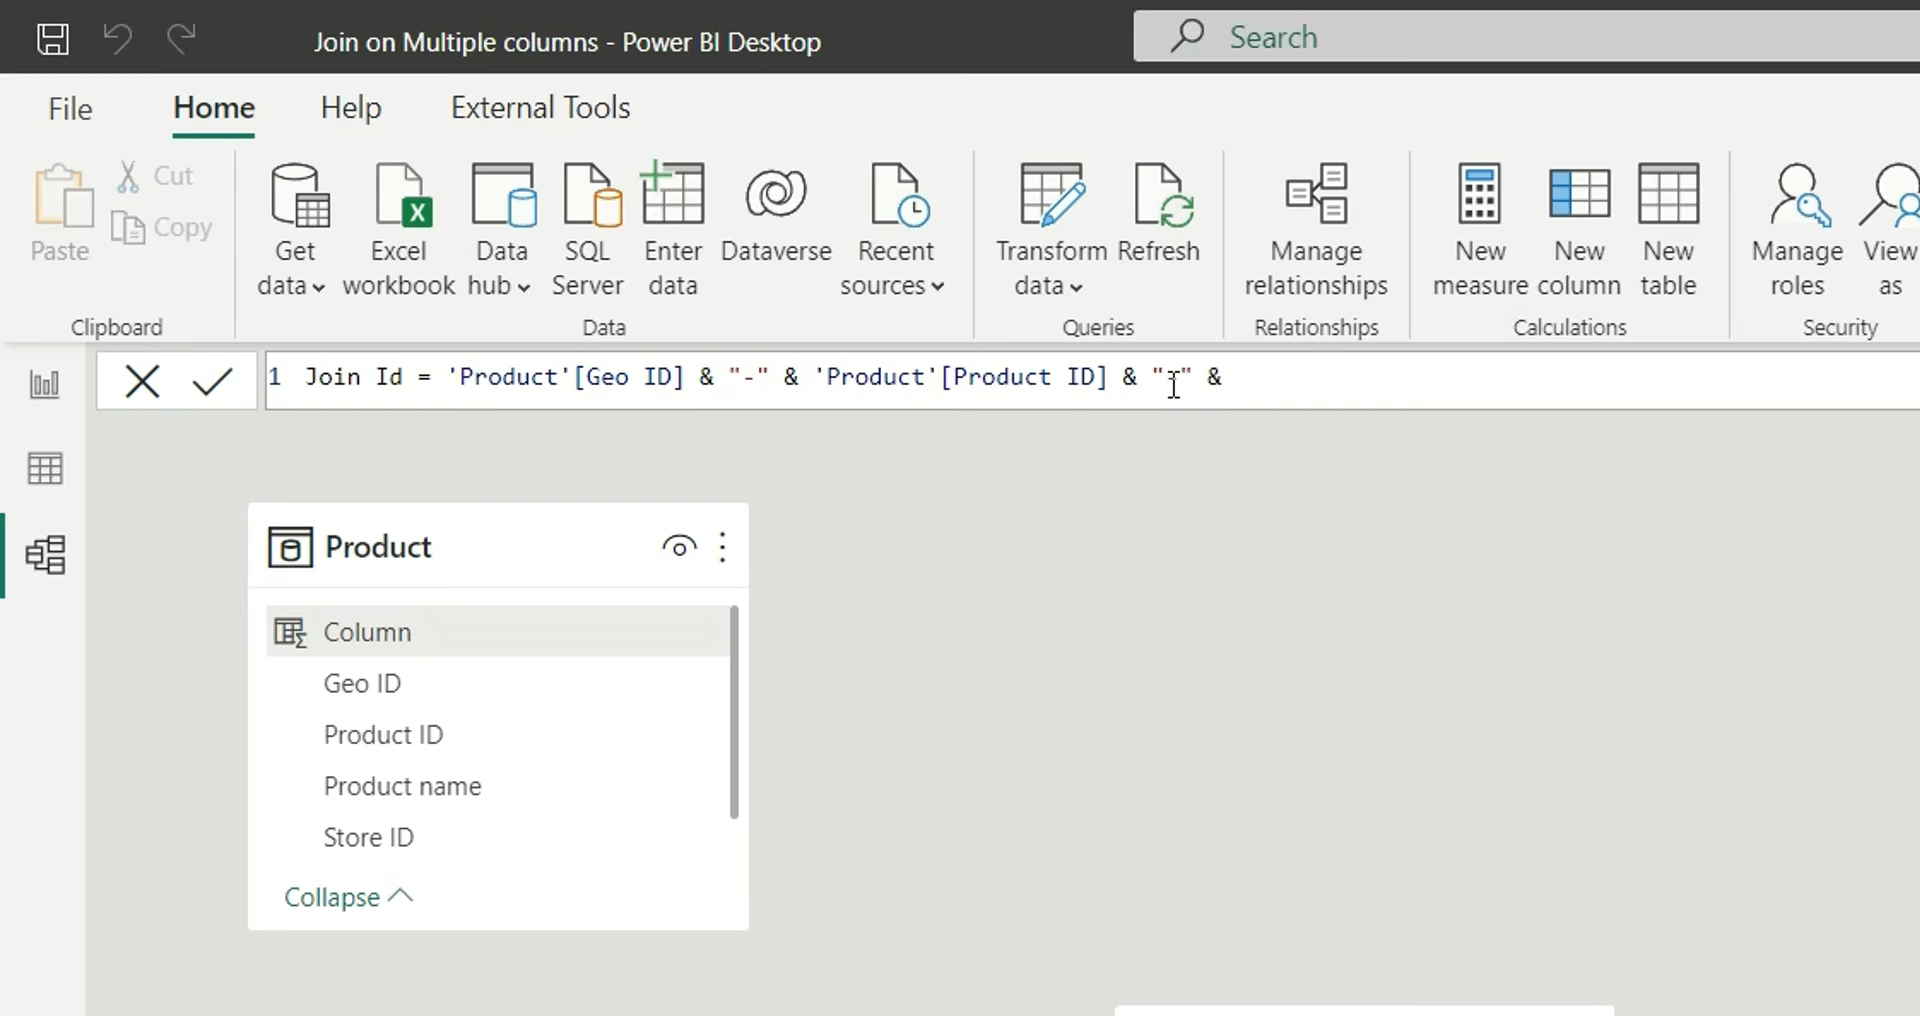 Join on Multiple columns - Power BI Desktop
Search
File Home Help External Tools
Paste
Cut
Copy
Clipboard
Get data
Excel workbook
Data hub
SQL Server
Enter data
Dataverse
Recent sources
Data
Transform data
Refresh
Queries
Manage relationships
Relationships
New measure
New column
New table
Calculations
Manage roles
View as
Security
1 Join Id = 'Product'[Geo ID] & "-" & 'Product'[Product ID] & "-" &
Product
Column
Geo ID
Product ID
Product name
Store ID
Collapse